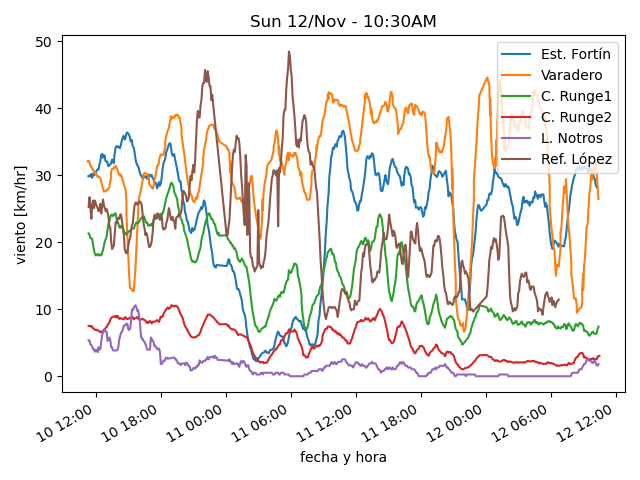 Sun 12/Nov - 10:30AM
50
40
30
20
10
0
viento [km/hr]
Est. Fortín
Varadero
C. Runge1
C. Runge2
L. Notros
Ref. López
10 12:00
10 18:00
11 00:00
11 06:00
11 12:00
11 18:00
12 00:00
12 06:00
12 12:00
fecha y hora